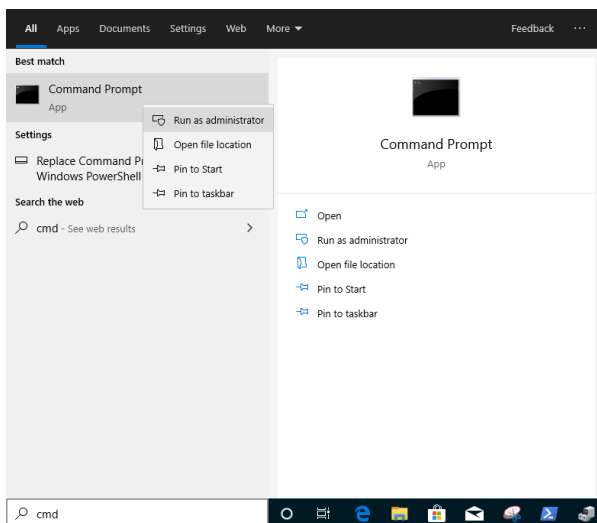 All Apps Documents Settings Web More Feedback ...
Best match
Command Prompt
App
Run as administrator
Open file location
Pin to Start
Pin to taskbar
Settings
Replace Command P
Windows PowerShell
Search the web
cmd - See web results
Command Prompt
App
Open
Run as administrator
Open file location
Pin to Start
Pin to taskbar
cmd